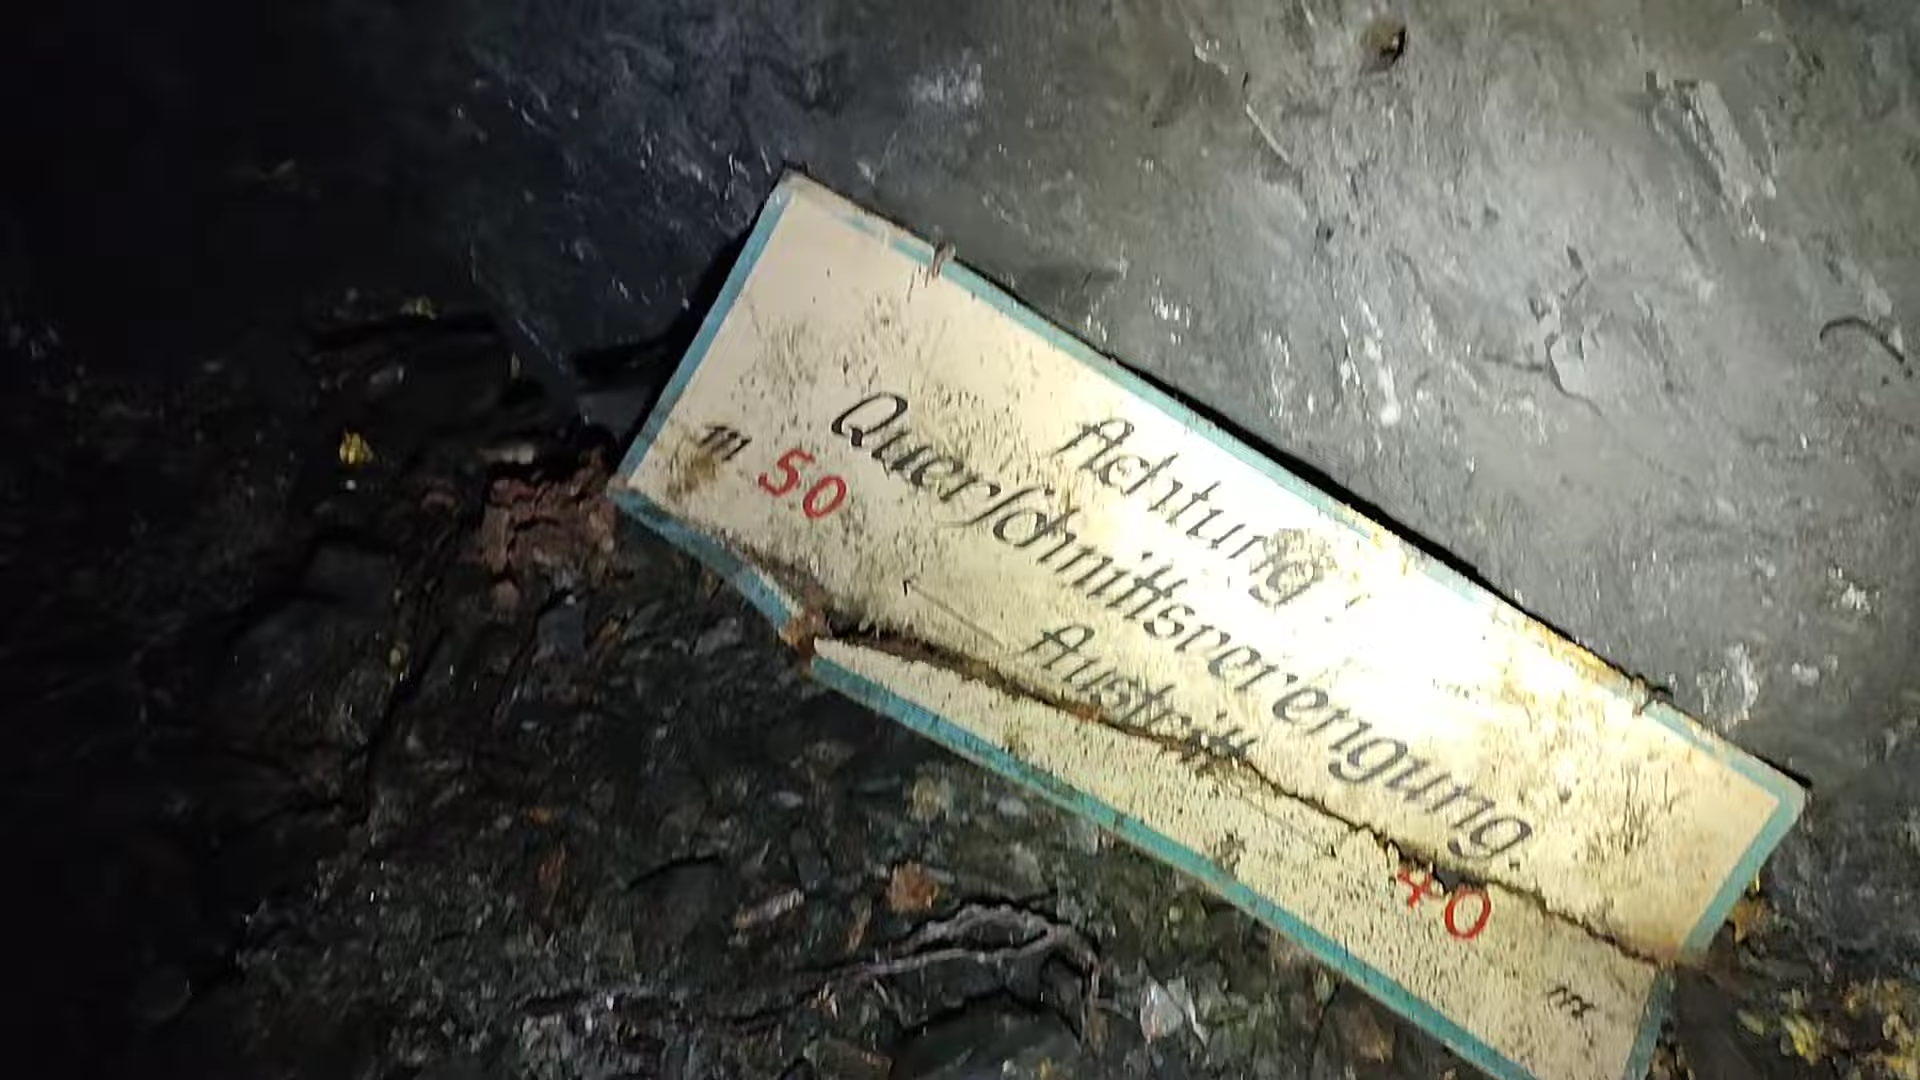 Achtung!
Querſchnittsverengung.
m 50 ← Austritt
40 m